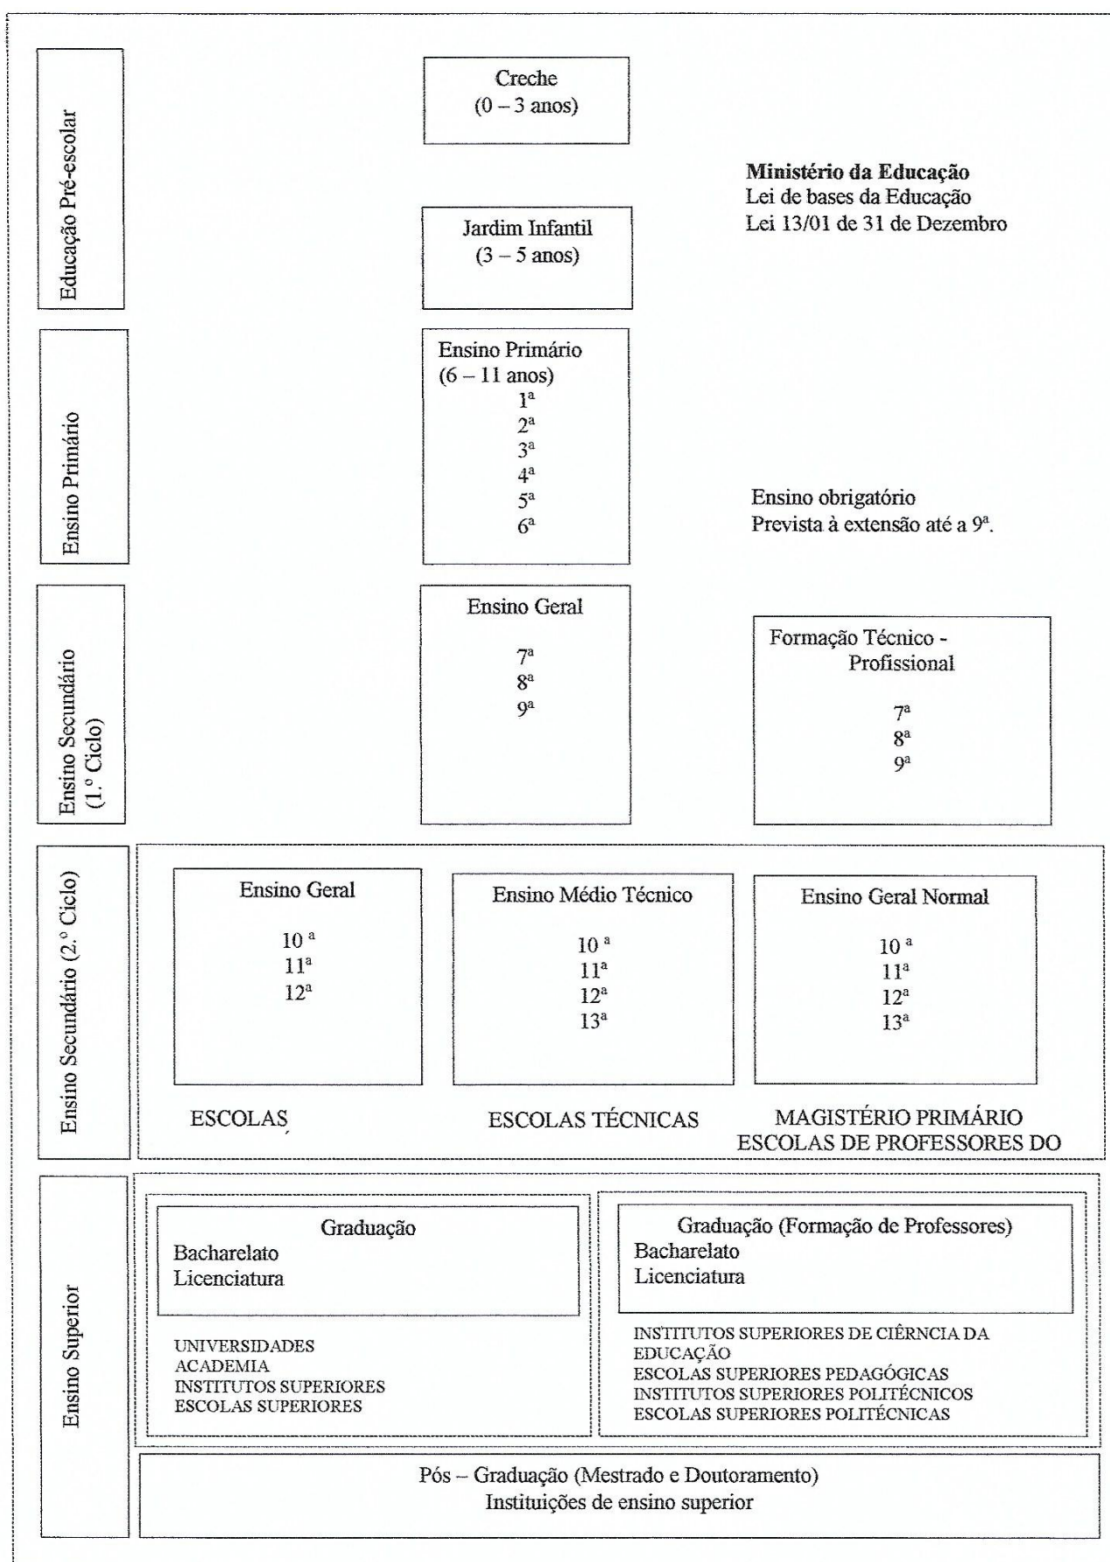 Educação Pré-escolar
Creche
(0 – 3 anos)
Jardim Infantil
(3 – 5 anos)
Ministério da Educação
Lei de bases da Educação
Lei 13/01 de 31 de Dezembro
Ensino Primário
Ensino Primário
(6 – 11 anos)
1ª
2ª
3ª
4ª
5ª
6ª
Ensino obrigatório
Prevista à extensão até a 9ª.
Ensino Secundário
(1.º Ciclo)
Ensino Geral
7ª
8ª
9ª
Formação Técnico -
Profissional
7ª
8ª
9ª
Ensino Secundário (2.º Ciclo)
Ensino Geral
10 ª
11ª
12ª
ESCOLAS
Ensino Médio Técnico
10 ª
11ª
12ª
13ª
ESCOLAS TÉCNICAS
Ensino Geral Normal
10 ª
11ª
12ª
13ª
MAGISTÉRIO PRIMÁRIO
ESCOLAS DE PROFESSORES DO
Ensino Superior
Graduação
Bacharelato
Licenciatura
UNIVERSIDADES
ACADEMIA
INSTITUTOS SUPERIORES
ESCOLAS SUPERIORES
Graduação (Formação de Professores)
Bacharelato
Licenciatura
INSTITUTOS SUPERIORES DE CIÊRNCIA DA
EDUCAÇÃO
ESCOLAS SUPERIORES PEDAGÓGICAS
INSTITUTOS SUPERIORES POLITÉCNICOS
ESCOLAS SUPERIORES POLITÉCNICAS
Pós – Graduação (Mestrado e Doutoramento)
Instituições de ensino superior